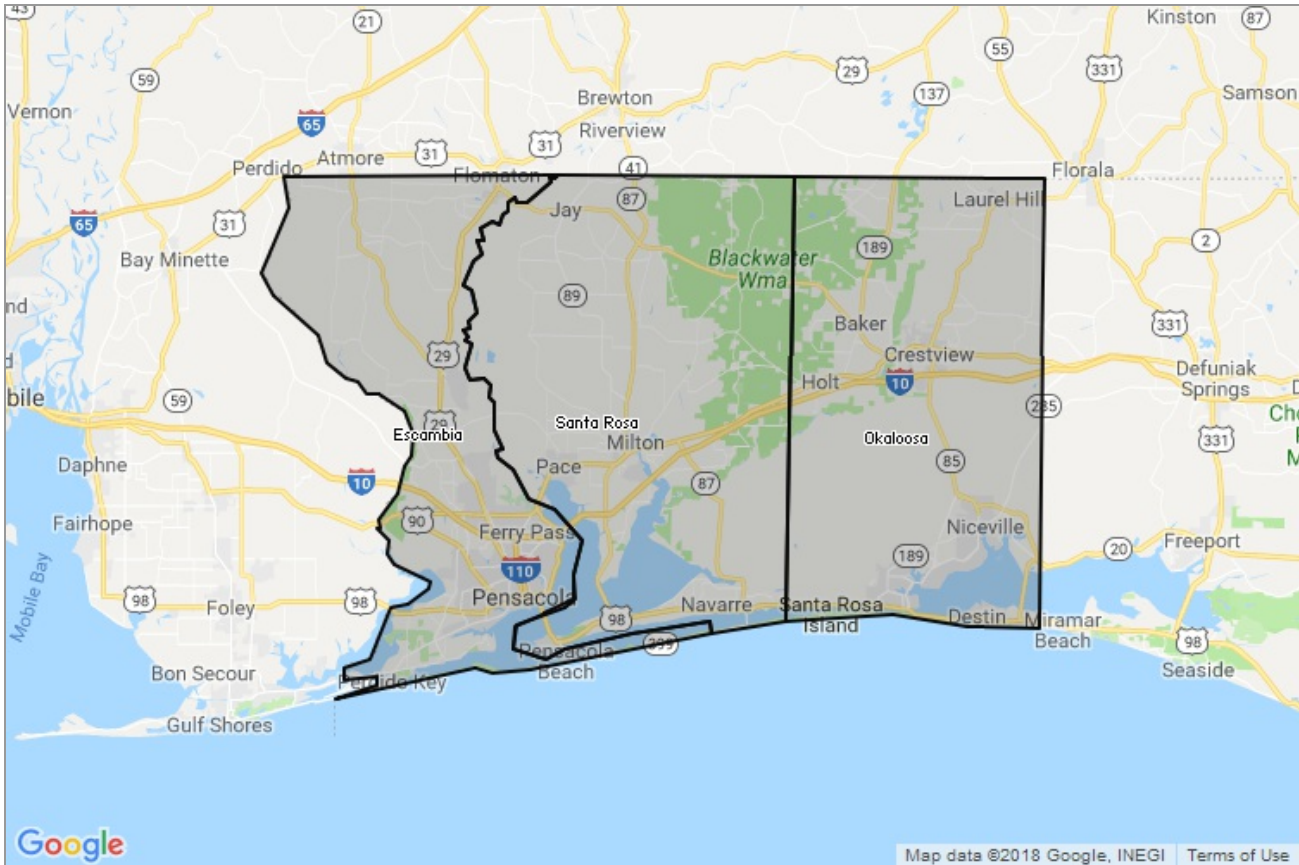 43
21
Kinston
87
55
331
59
29
Vernon
137
Samson
Brewton
65
Riverview
31
Perdido
Atmore
31
41
Florala
Flomaton
87
Laurel Hill
Jay
65
31
2
189
Bay Minette
Blackwater
Wma
89
nd
331
Baker
29
Crestview
Defuniak
Springs
Holt
10
59
bile
285
29
Escambia
Santa Rosa
Okaloosa
331
Milton
Daphne
Pace
85
10
87
Fairhope
90
Niceville
Ferry Pass
20
Freeport
189
110
Mobile Bay
98
Foley
98
Pensacola
98
Navarre
Santa Rosa
Island
Destin
Miramar
Beach
98
399
Pensacola
Beach
Bon Secour
Perdido Key
Seaside
Gulf Shores
Google
Map data ©2018 Google, INEGI
Terms of Use